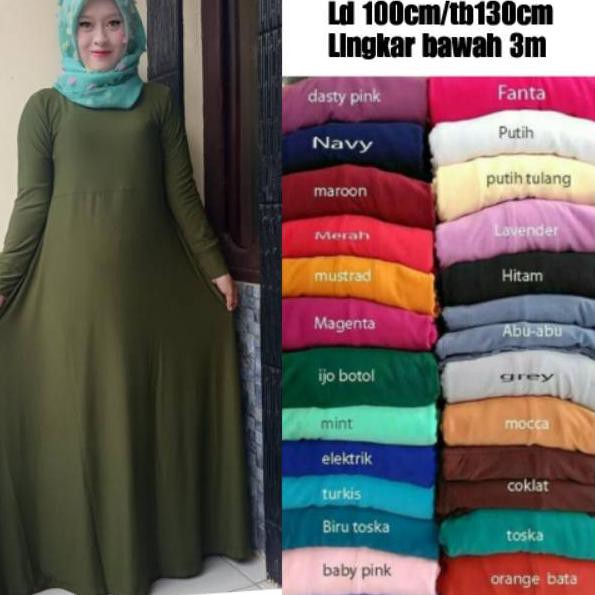 Ld 100cm/tb130cm
Lingkar bawah 3m
dasty pink
Fanta
Navy
Putih
maroon
putih tulang
Merah
Lavender
mustrad
Hitam
Magenta
Abu-abu
ijo botol
grey
mint
mocca
elektrik
coklat
turkis
Biru toska
toska
baby pink
orange bata